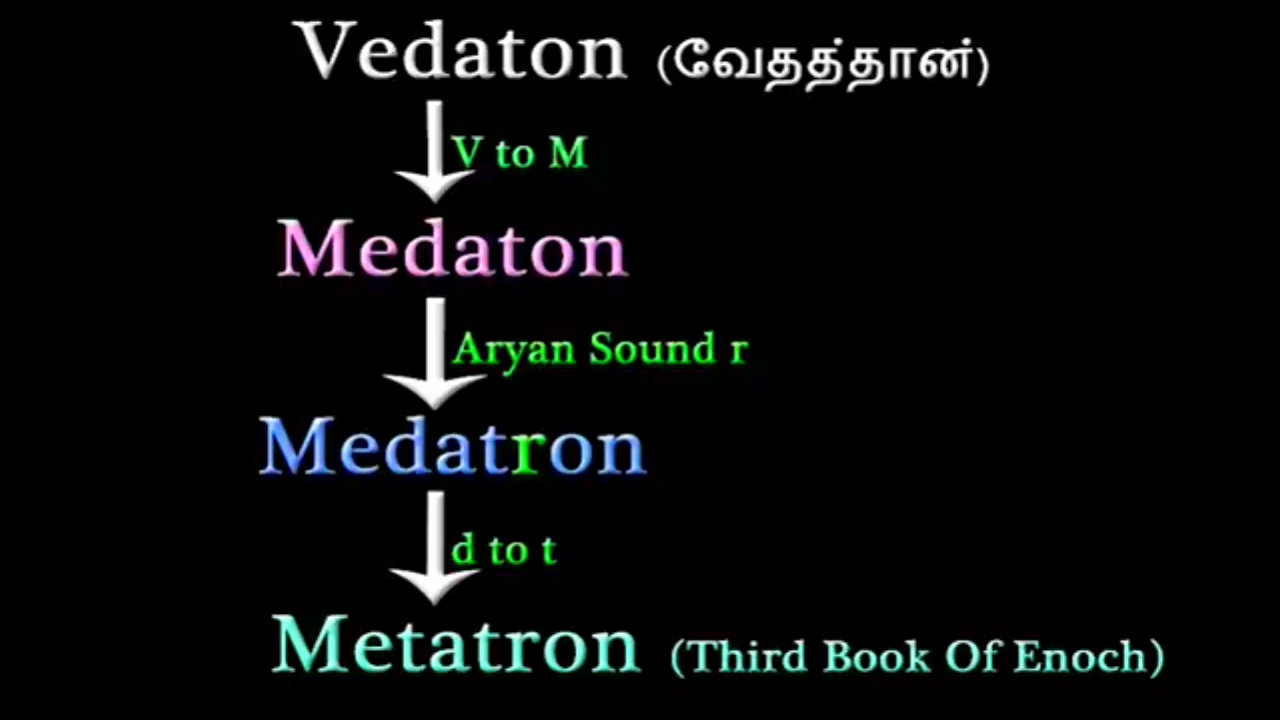 Vedaton (வேதத்தான்)
V to M
Medaton
Aryan Sound r
Medatron
d to t
Metatron (Third Book Of Enoch)